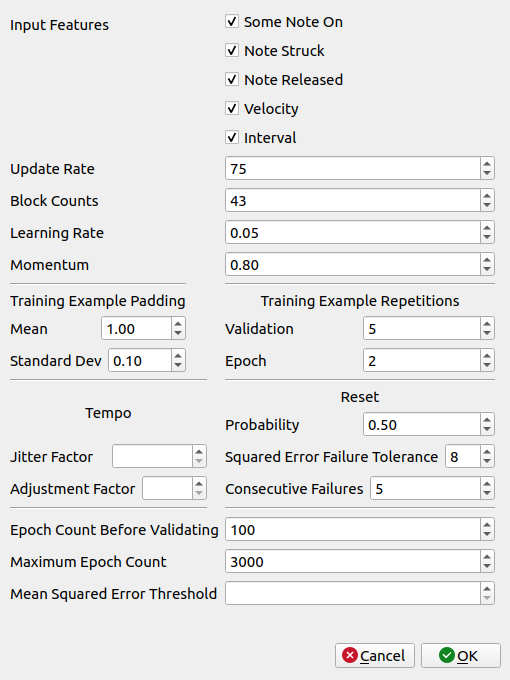 Input Features
Some Note On
Note Struck
Note Released
Velocity
Interval
Update Rate 75
Block Counts 43
Learning Rate 0.05
Momentum 0.80
Training Example Padding
Training Example Repetitions
Mean 1.00
Validation 5
Standard Dev 0.10
Epoch 2
Tempo
Reset
Probability 0.50
Jitter Factor
Squared Error Failure Tolerance 8
Adjustment Factor
Consecutive Failures 5
Epoch Count Before Validating 100
Maximum Epoch Count 3000
Mean Squared Error Threshold
Cancel
OK